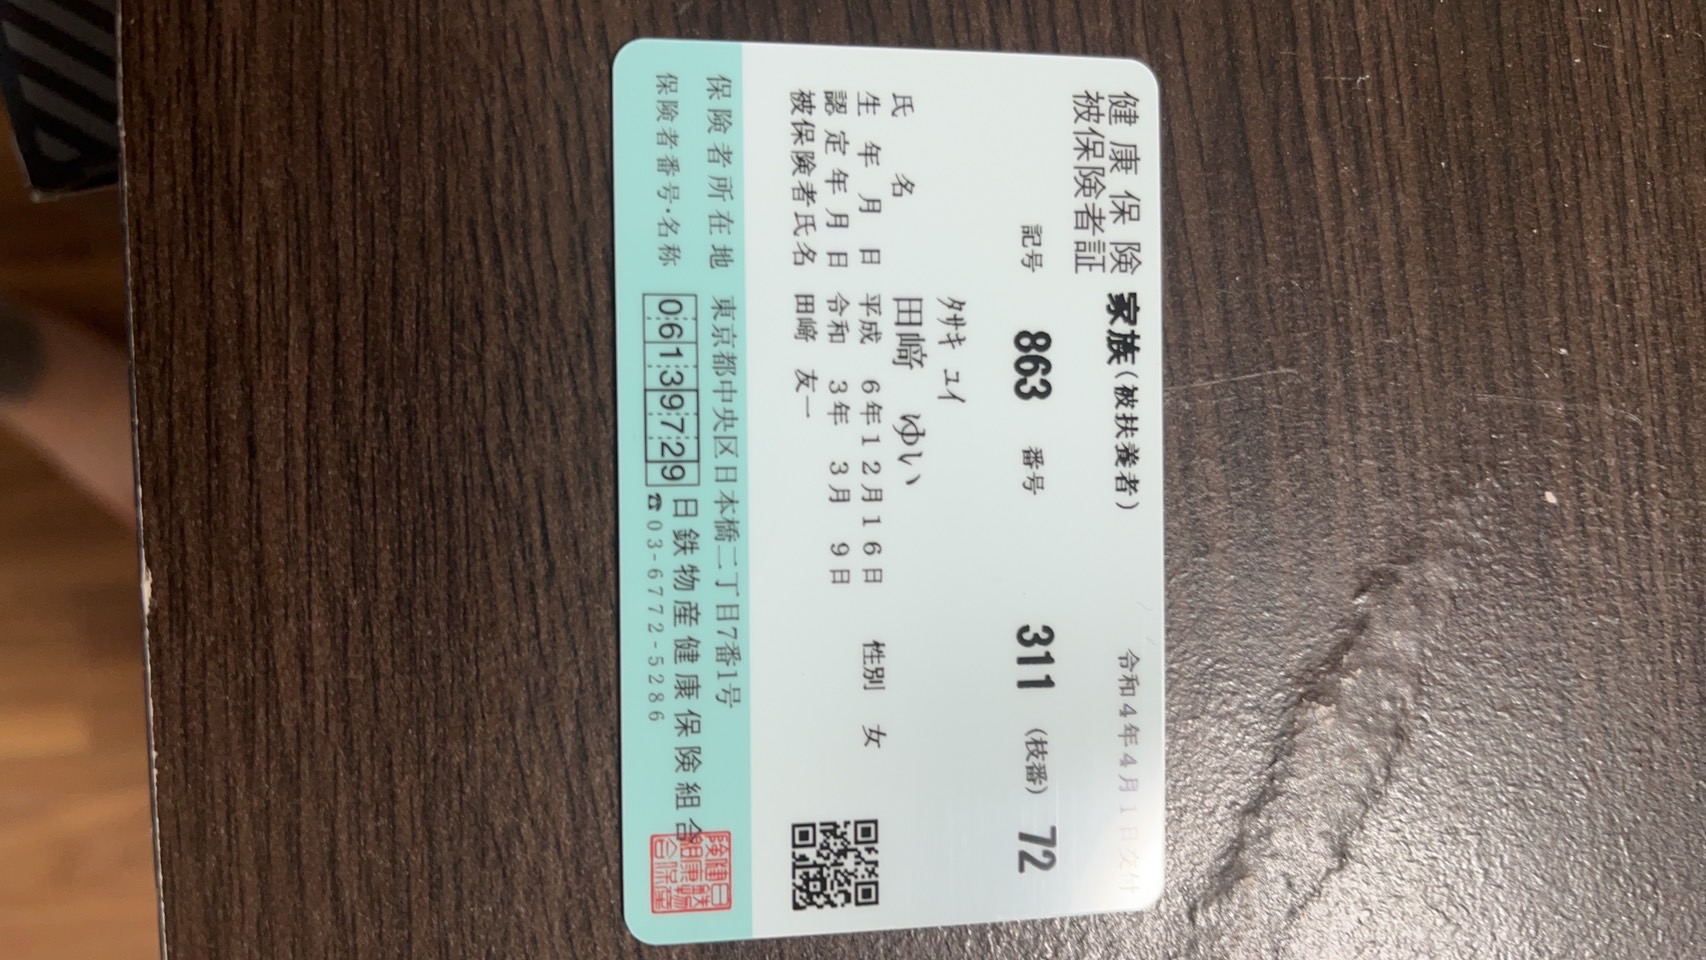 健康保険 家族(被扶養者) 令和4年4月1日交付
被保険者証
記号 863 番号 311 (枝番) 72
タサキ ユイ
氏名 田﨑 ゆい
生年月日 平成 6年12月16日 性別 女
認定年月日 令和 3年 3月 9日
被保険者氏名 田﨑 友一
保険者所在地 東京都中央区日本橋二丁目7番1号
保険者番号・名称 06139729 日鉄物産健康保険組合
☎03-6772-5286